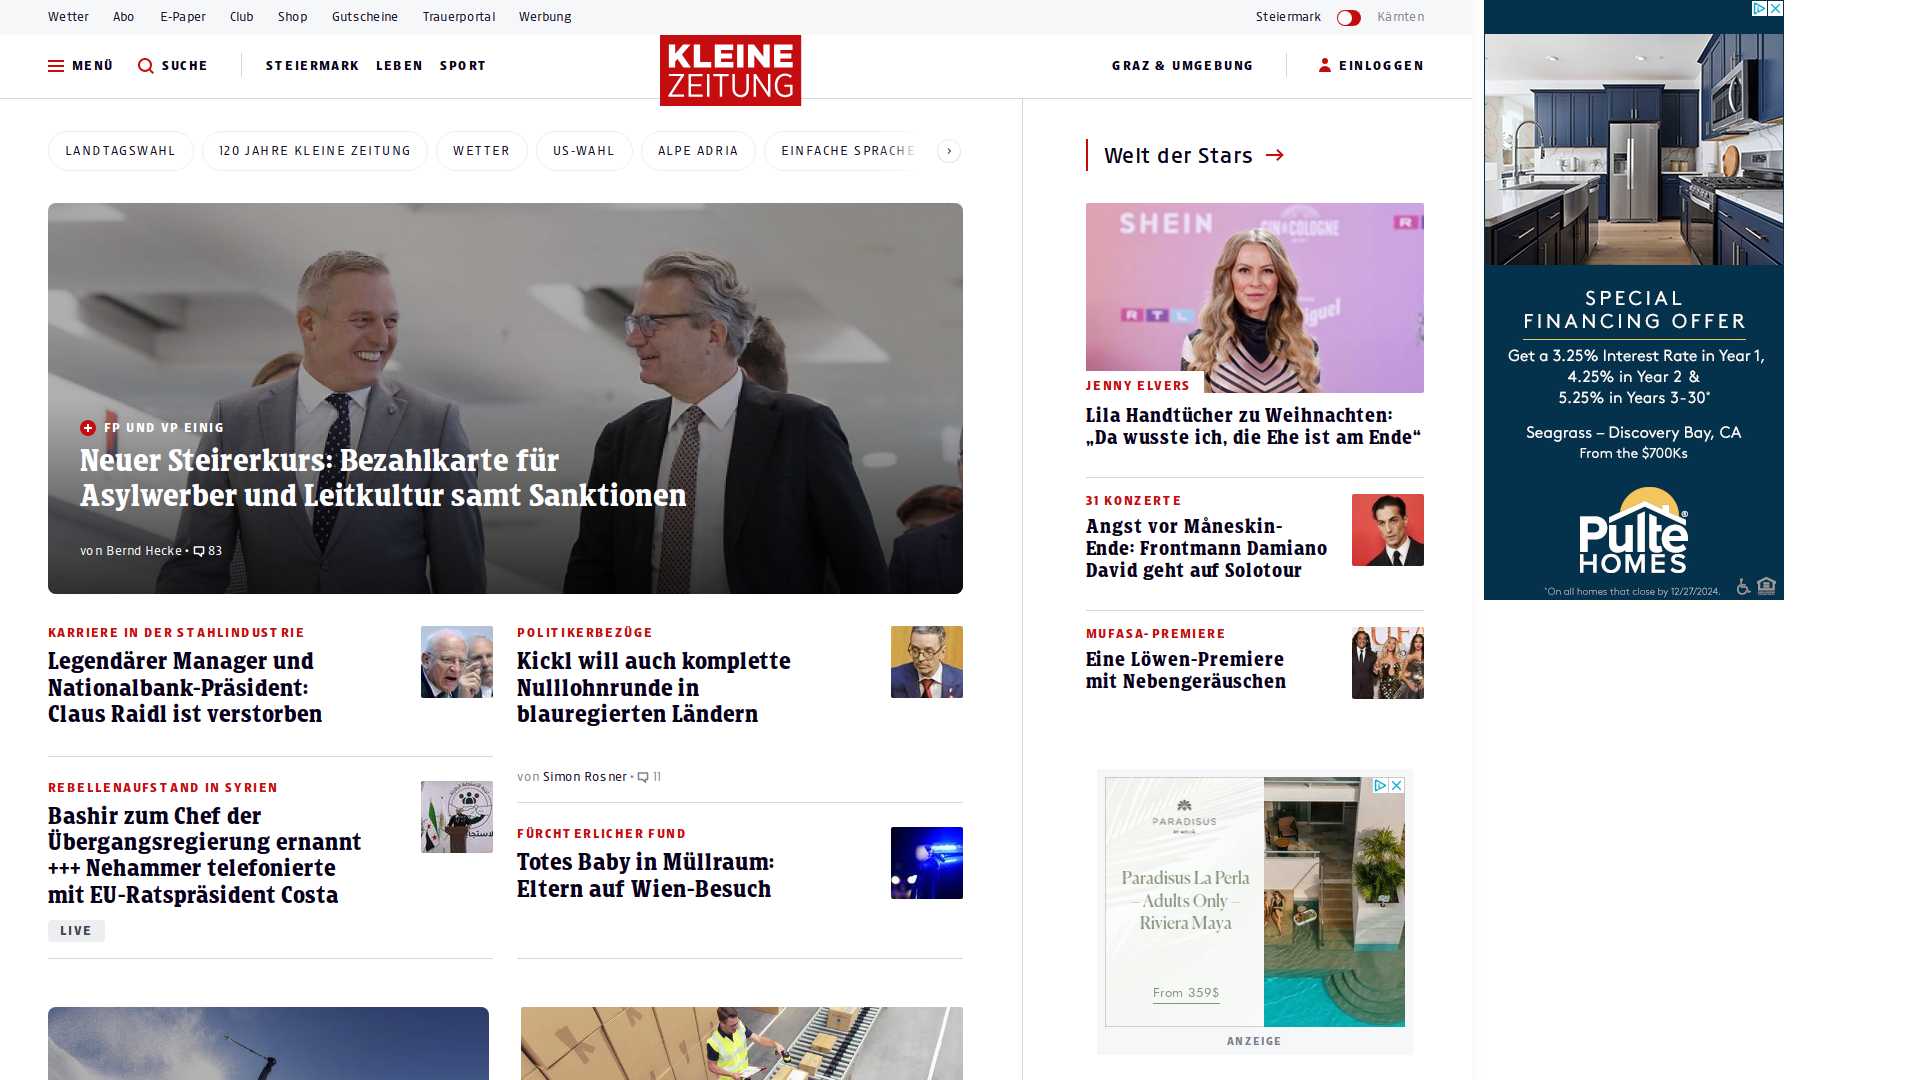 Wetter Abo E-Paper Club Shop Gutscheine Trauerportal Werbung
Steiermark Kärnten
MENÜ SUCHE STEIERMARK LEBEN SPORT
KLEINE
ZEITUNG
GRAZ & UMGEBUNG EINLOGGEN
LANDTAGSWAHL 120 JAHRE KLEINE ZEITUNG WETTER US-WAHL ALPE ADRIA EINFACHE SPRACHE
FP UND VP EINIG
Neuer Steirerkurs: Bezahlkarte für
Asylwerber und Leitkultur samt Sanktionen
von Bernd Hecke • 83
KARRIERE IN DER STAHLINDUSTRIE
Legendärer Manager und
Nationalbank-Präsident:
Claus Raidl ist verstorben
REBELLENAUFSTAND IN SYRIEN
Bashir zum Chef der
Übergangsregierung ernannt
+++ Nehammer telefonierte
mit EU-Ratspräsident Costa
LIVE
POLITIKERBEZÜGE
Kickl will auch komplette
Nulllohnrunde in
blauregierten Ländern
von Simon Rosner • 11
FÜRCHTERLICHER FUND
Totes Baby in Müllraum:
Eltern auf Wien-Besuch
Welt der Stars
SHEIN
RTL
JENNY ELVERS
Lila Handtücher zu Weihnachten:
„Da wusste ich, die Ehe ist am Ende“
31 KONZERTE
Angst vor Måneskin-
Ende: Frontmann Damiano
David geht auf Solotour
MUFASA-PREMIERE
Eine Löwen-Premiere
mit Nebengeräuschen
PARADISUS
Paradisus La Perla
– Adults Only –
Riviera Maya
From 359$
ANZEIGE
SPECIAL
FINANCING OFFER
Get a 3.25% Interest Rate in Year 1,
4.25% in Year 2 &
5.25% in Years 3-30*
Seagrass – Discovery Bay, CA
From the $700Ks
Pulte®
HOMES
*On all homes that close by 12/27/2024.